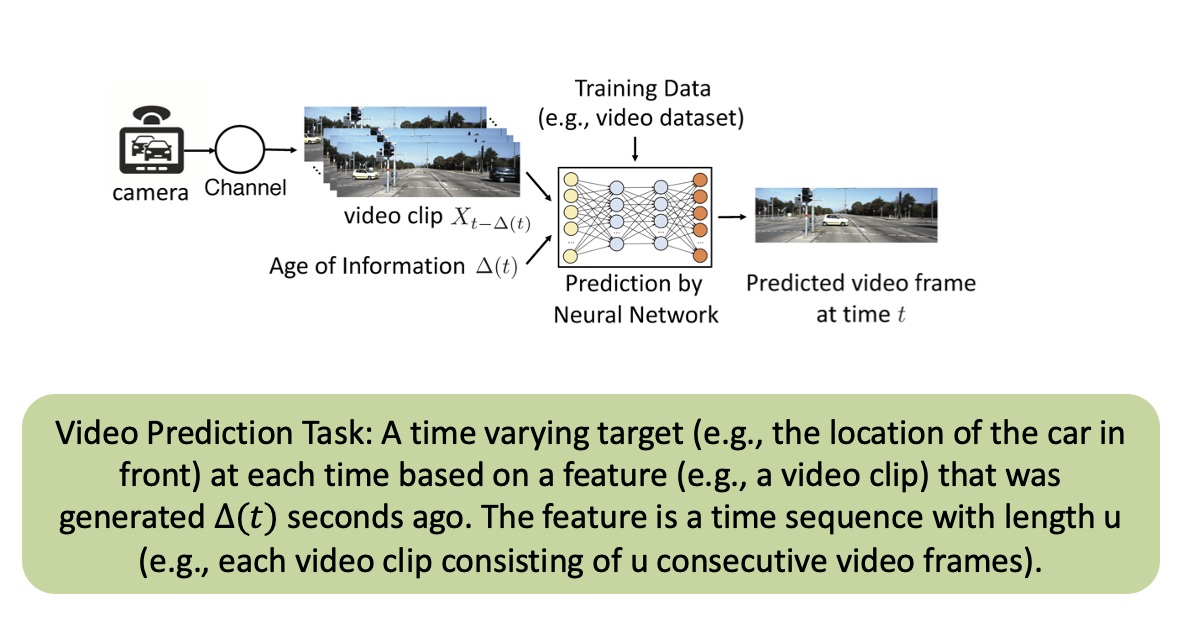 Training Data
(e.g., video dataset)
camera
Channel
video clip X_{t−Δ(t)}
Age of Information Δ(t)
Prediction by
Neural Network
Predicted video frame
at time t
Video Prediction Task: A time varying target (e.g., the location of the car in
front) at each time based on a feature (e.g., a video clip) that was
generated Δ(t) seconds ago. The feature is a time sequence with length u
(e.g., each video clip consisting of u consecutive video frames).